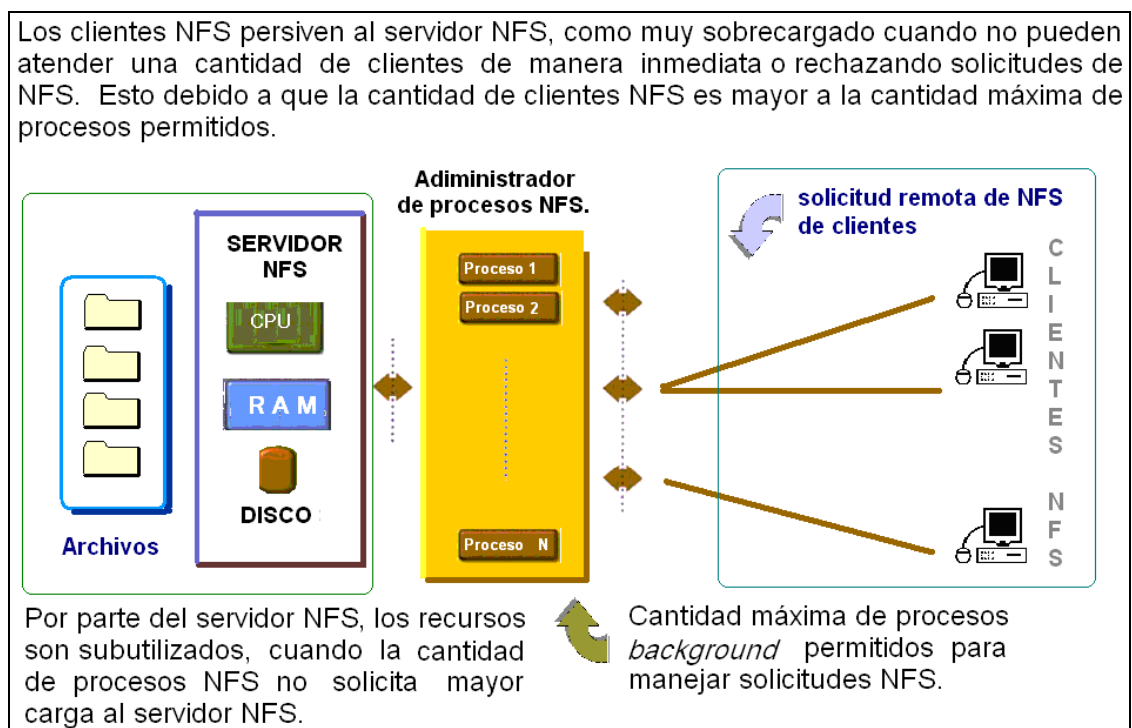 Los clientes NFS persiven al servidor NFS, como muy sobrecargado cuando no pueden
atender una cantidad de clientes de manera inmediata o rechazando solicitudes de
NFS. Esto debido a que la cantidad de clientes NFS es mayor a la cantidad máxima de
procesos permitidos.
Adiministrador
de procesos NFS.
solicitud remota de NFS
de clientes
SERVIDOR
NFS
CPU
R A M
DISCO
Archivos
Proceso 1
Proceso 2
Proceso N
CLIENTES NFS
Por parte del servidor NFS, los recursos
son subutilizados, cuando la cantidad
de procesos NFS no solicita mayor
carga al servidor NFS.
Cantidad máxima de procesos
background permitidos para
manejar solicitudes NFS.